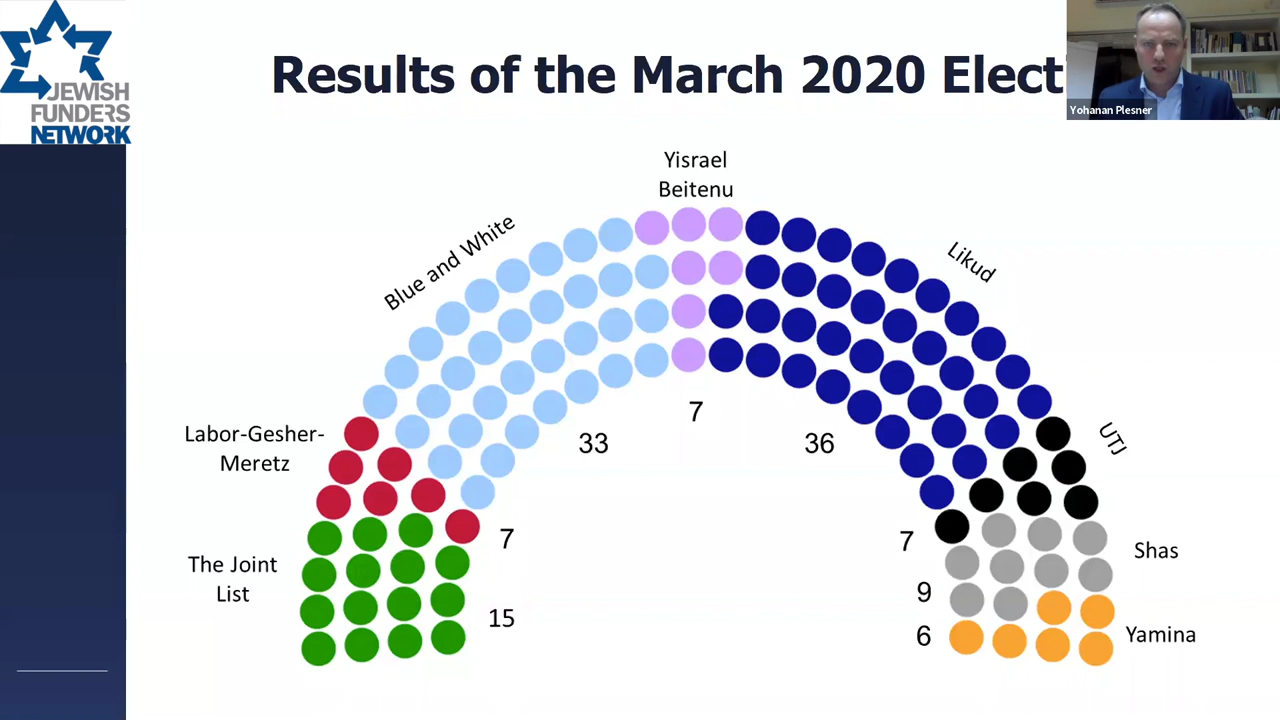 JEWISH
FUNDERS
NETWORK
Results of the March 2020 Electi
Yohanan Plesner
Yisrael
Beitenu
Blue and White
Likud
7
33
36
Labor-Gesher-
Meretz
UTJ
7
7
The Joint
List
Shas
9
15
6
Yamina